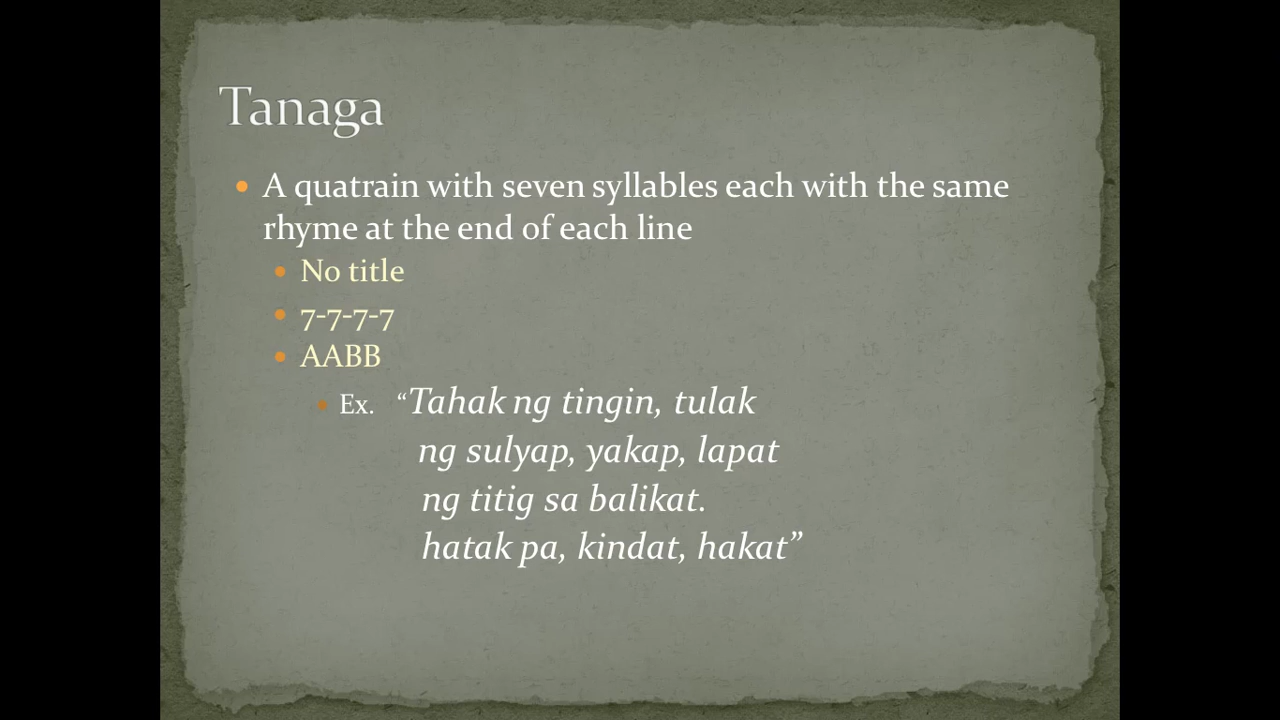 Tanaga
A quatrain with seven syllables each with the same
rhyme at the end of each line
No title
7-7-7-7
AABB
Ex. “Tahak ng tingin, tulak
ng sulyap, yakap, lapat
ng titig sa balikat.
hatak pa, kindat, hakat”